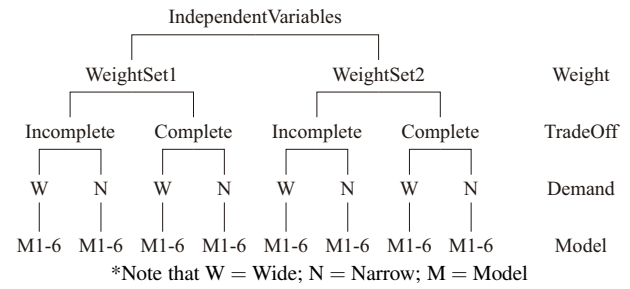 IndependentVariables
WeightSet1 WeightSet2 Weight
Incomplete Complete Incomplete Complete TradeOff
W N W N W N W N Demand
M1-6 M1-6 M1-6 M1-6 M1-6 M1-6 M1-6 M1-6 Model
*Note that W = Wide; N = Narrow; M = Model